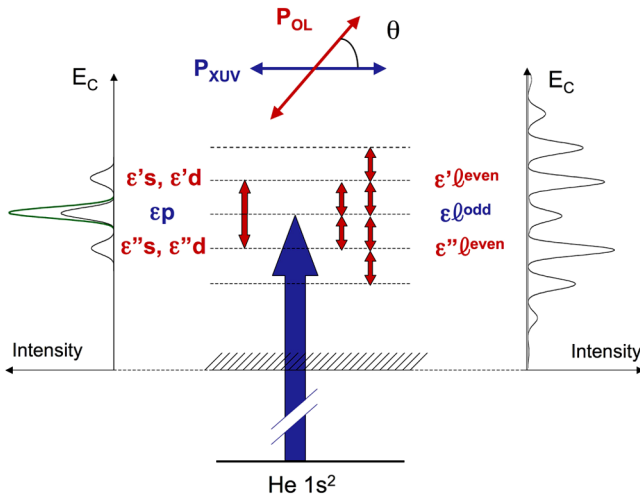 P_OL
θ
P_XUV
E_C
E_C
ε's, ε'd
ε'ℓ^even
εp
εℓ^odd
ε"s, ε"d
ε"ℓ^even
Intensity
Intensity
He 1s²